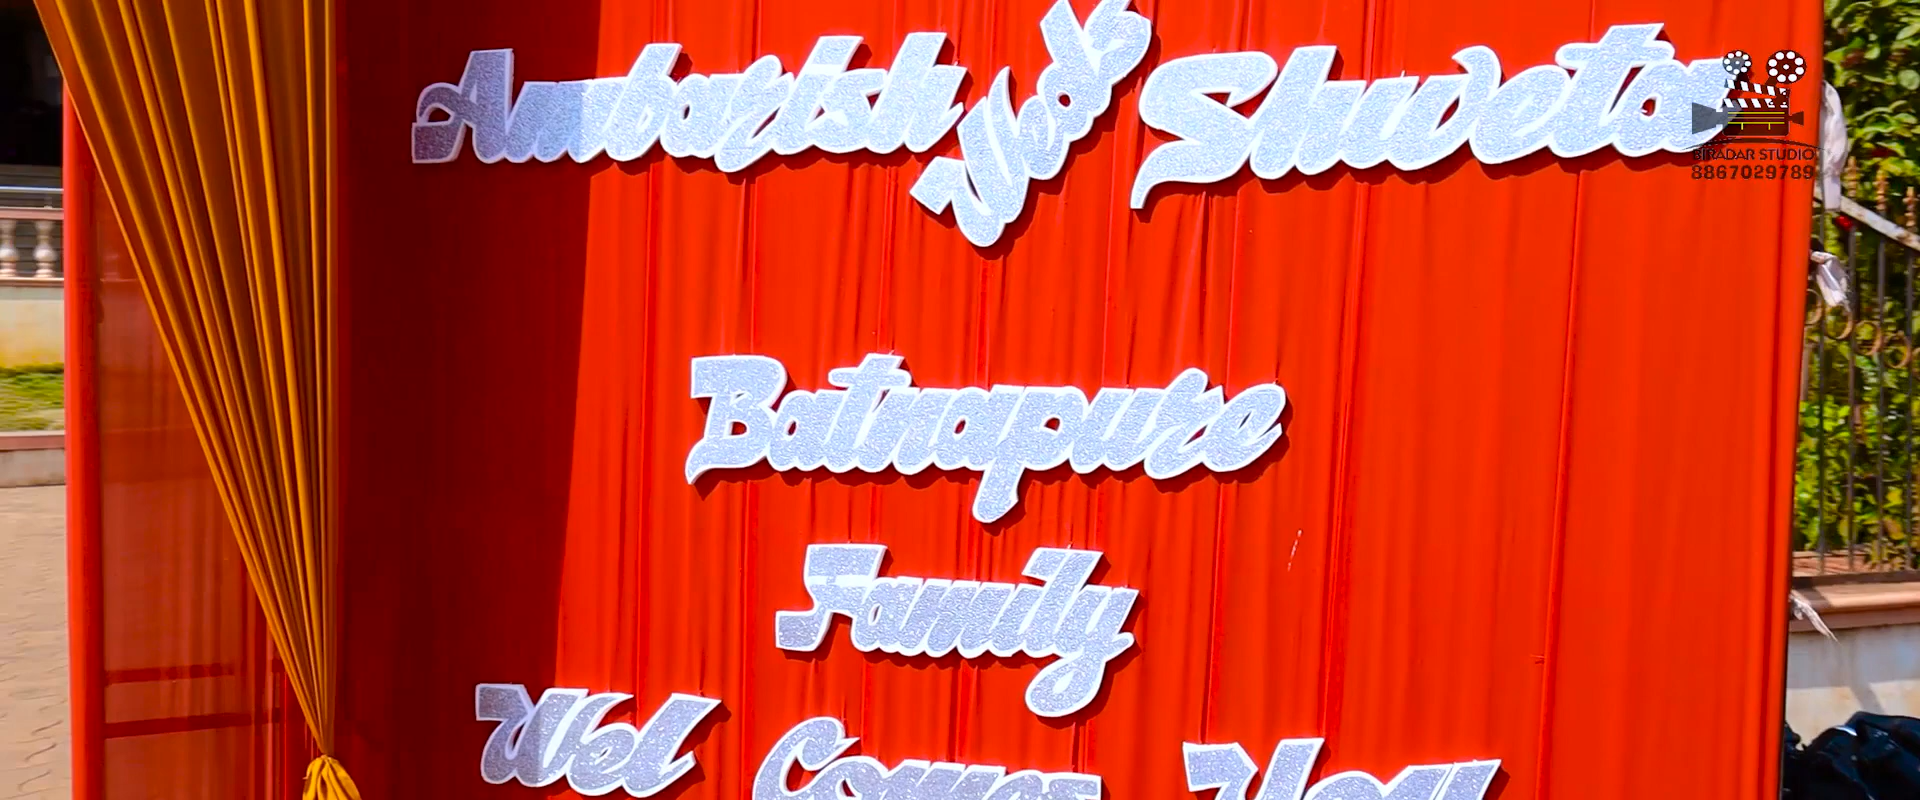 Ambarish Weds Shweta
BIRADAR STUDIO
8867029789
Batnapure
Family
Wel Comes You